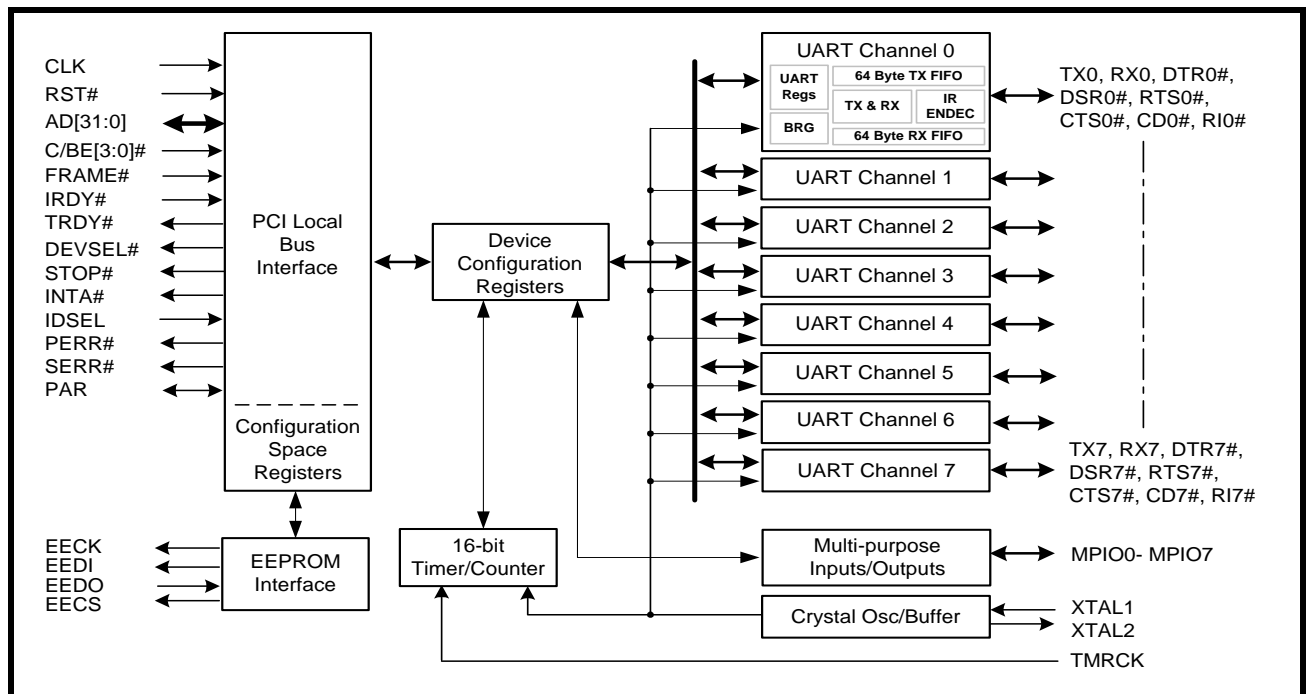 CLK
RST#
AD[31:0]
C/BE[3:0]#
FRAME#
IRDY#
TRDY#
DEVSEL#
STOP#
INTA#
IDSEL
PERR#
SERR#
PAR
PCI Local
Bus
Interface
Configuration
Space
Registers
EECK
EEDI
EEDO
EECS
EEPROM
Interface
Device
Configuration
Registers
16-bit
Timer/Counter
UART Channel 0
UART
Regs
BRG
64 Byte TX FIFO
TX & RX
IR
ENDEC
64 Byte RX FIFO
UART Channel 1
UART Channel 2
UART Channel 3
UART Channel 4
UART Channel 5
UART Channel 6
UART Channel 7
Multi-purpose
Inputs/Outputs
Crystal Osc/Buffer
TX0, RX0, DTR0#,
DSR0#, RTS0#,
CTS0#, CD0#, RI0#
TX7, RX7, DTR7#,
DSR7#, RTS7#,
CTS7#, CD7#, RI7#
MPIO0- MPIO7
XTAL1
XTAL2
TMRCK